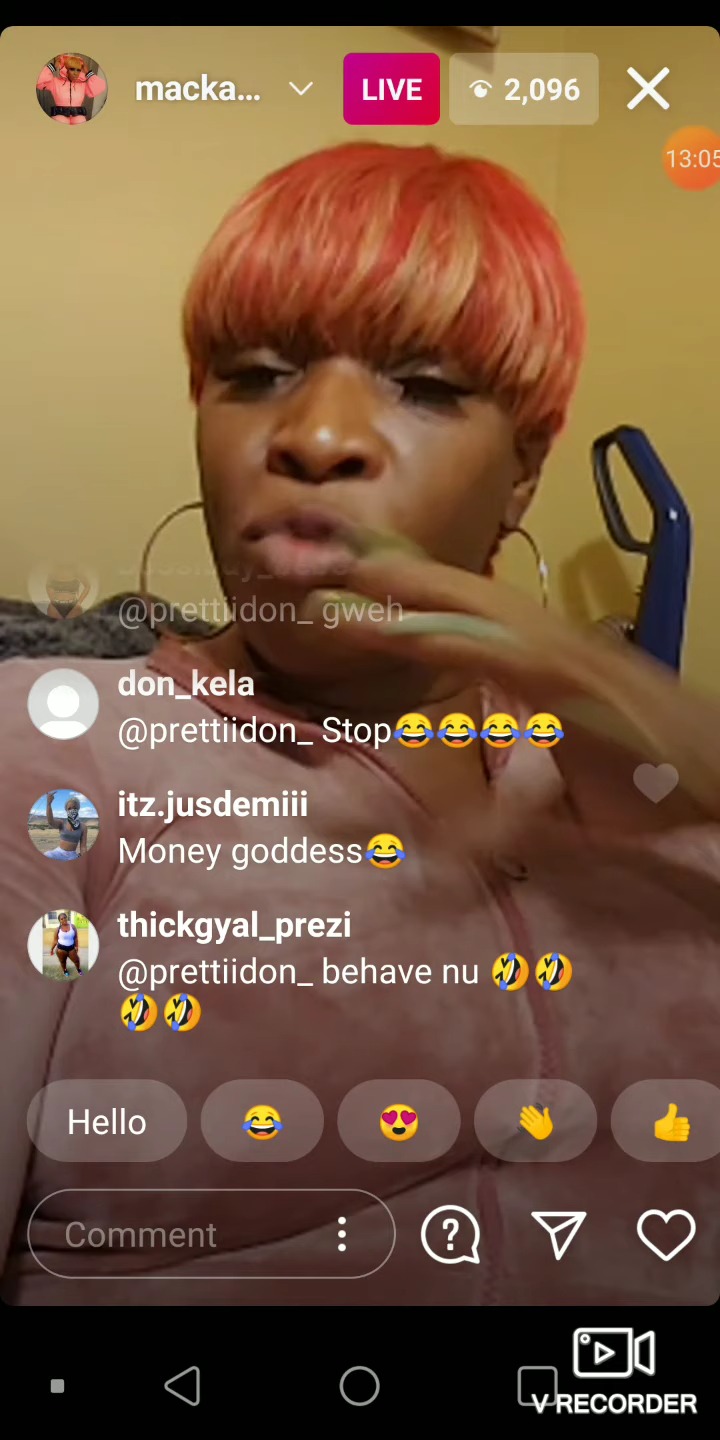 macka...
LIVE
2,096
13:05
@prettiidon_ gweh
don_kela
@prettiidon_ Stop😂😂😂😂
itz.jusdemiii
Money goddess😂
thickgyal_prezi
@prettiidon_ behave nu 🤣🤣
🤣🤣
Hello
😂
😍
👋
👍
Comment
V RECORDER